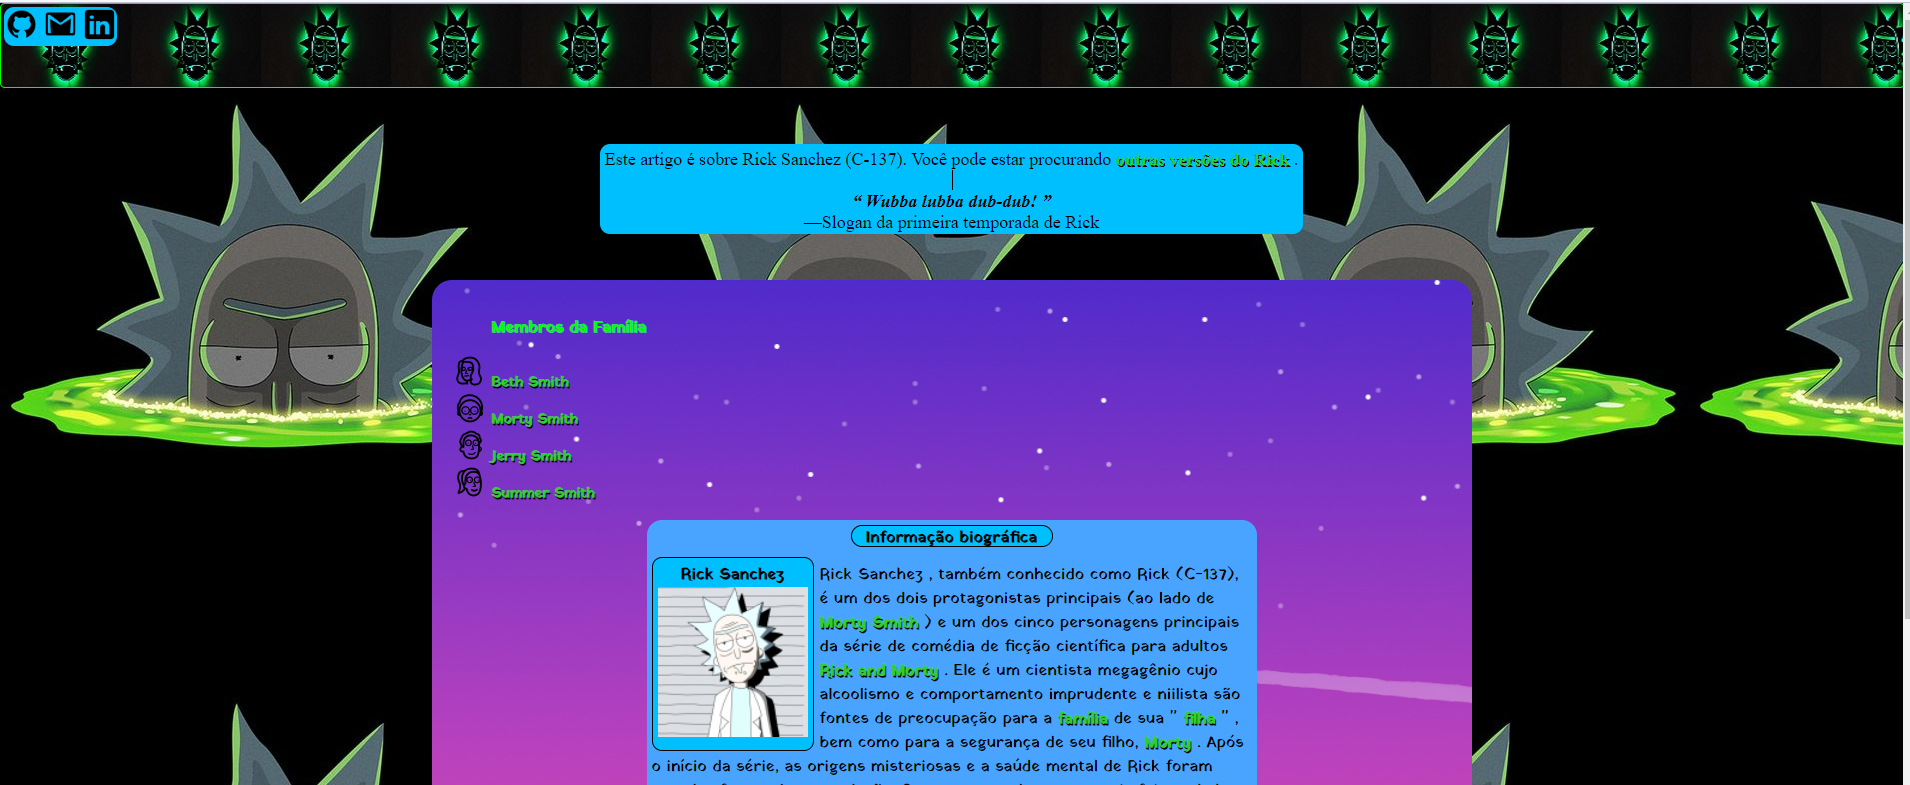 Este artigo é sobre Rick Sanchez (C-137). Você pode estar procurando outras versões do Rick .
|
“ Wubba lubba dub-dub! ”
—Slogan da primeira temporada de Rick
Membros da Família
Beth Smith
Morty Smith
Jerry Smith
Summer Smith
Informação biográfica
Rick Sanchez
Rick Sanchez , também conhecido como Rick (C-137),
é um dos dois protagonistas principais (ao lado de
Morty Smith ) e um dos cinco personagens principais
da série de comédia de ficção científica para adultos
Rick and Morty . Ele é um cientista megagênio cujo
alcoolismo e comportamento imprudente e niilista são
fontes de preocupação para a família de sua " filha " ,
bem como para a segurança de seu filho, Morty . Após
o início da série, as origens misteriosas e a saúde mental de Rick foram